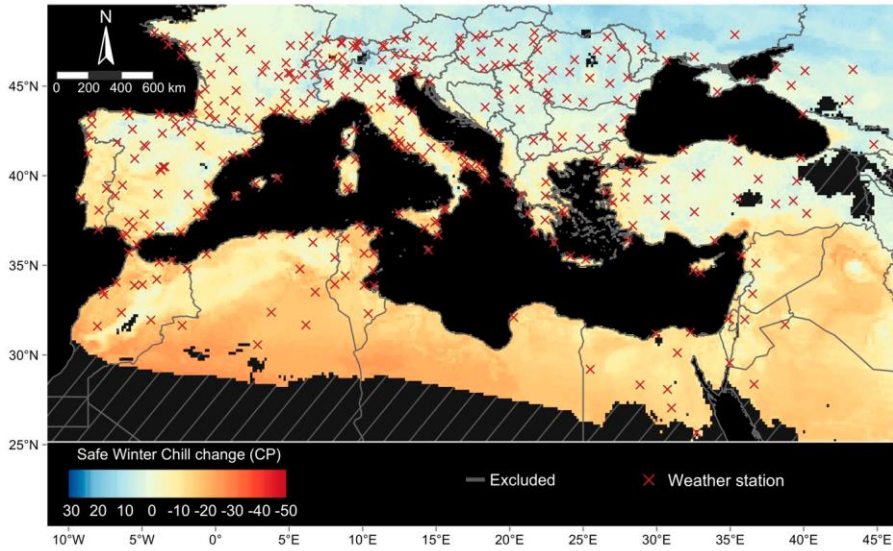 N
0 200 400 600 km
45°N
40°N
35°N
30°N
25°N
Safe Winter Chill change (CP)
30 20 10 0 -10 -20 -30 -40 -50
Excluded
Weather station
10°W 5°W 0° 5°E 10°E 15°E 20°E 25°E 30°E 35°E 40°E 45°E